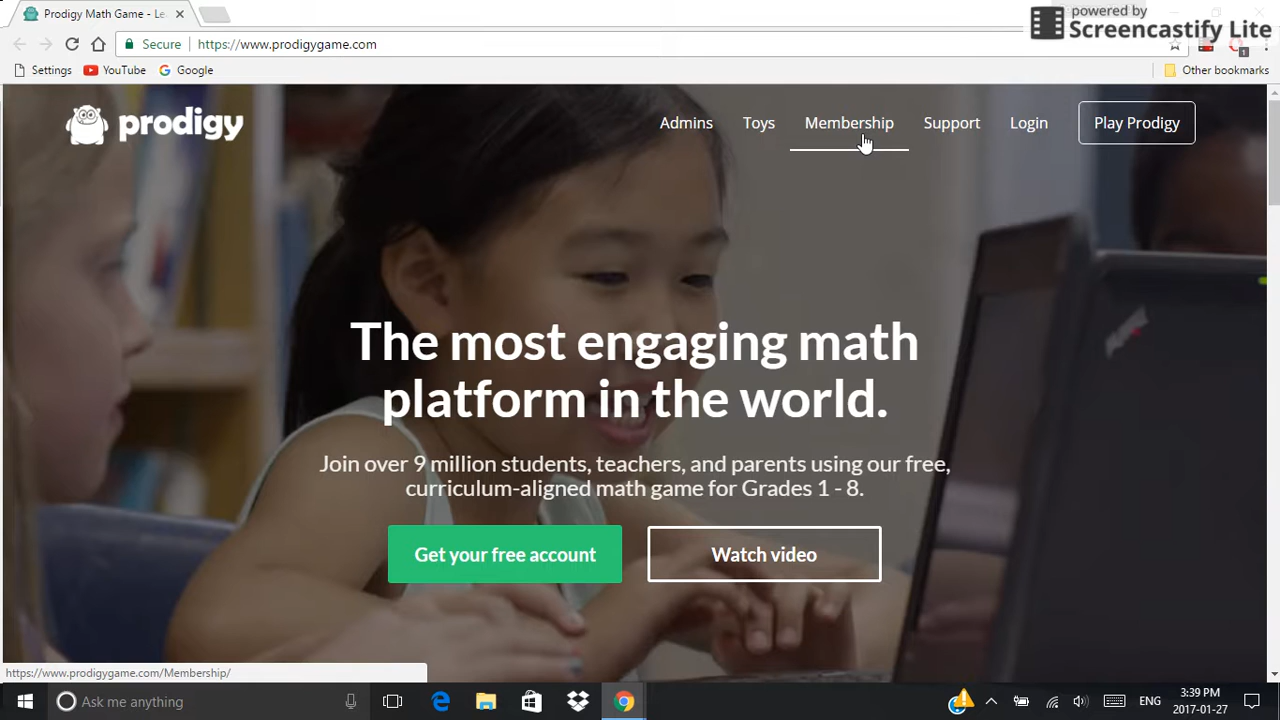 Prodigy Math Game - Le
powered by
Screencastify Lite
Secure
https://www.prodigygame.com
1
Settings
YouTube
Google
Other bookmarks
prodigy
Admins
Toys
Membership
Support
Login
Play Prodigy
The most engaging math
platform in the world.
Join over 9 million students, teachers, and parents using our free,
curriculum-aligned math game for Grades 1 - 8.
Get your free account
Watch video
https://www.prodigygame.com/Membership/
Ask me anything
ENG
3:39 PM
2017-01-27